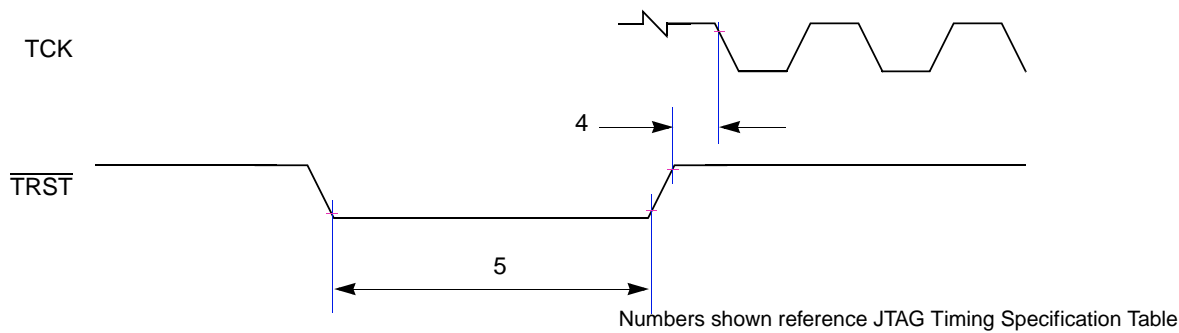 TCK
4
TRST
5
Numbers shown reference JTAG Timing Specification Table